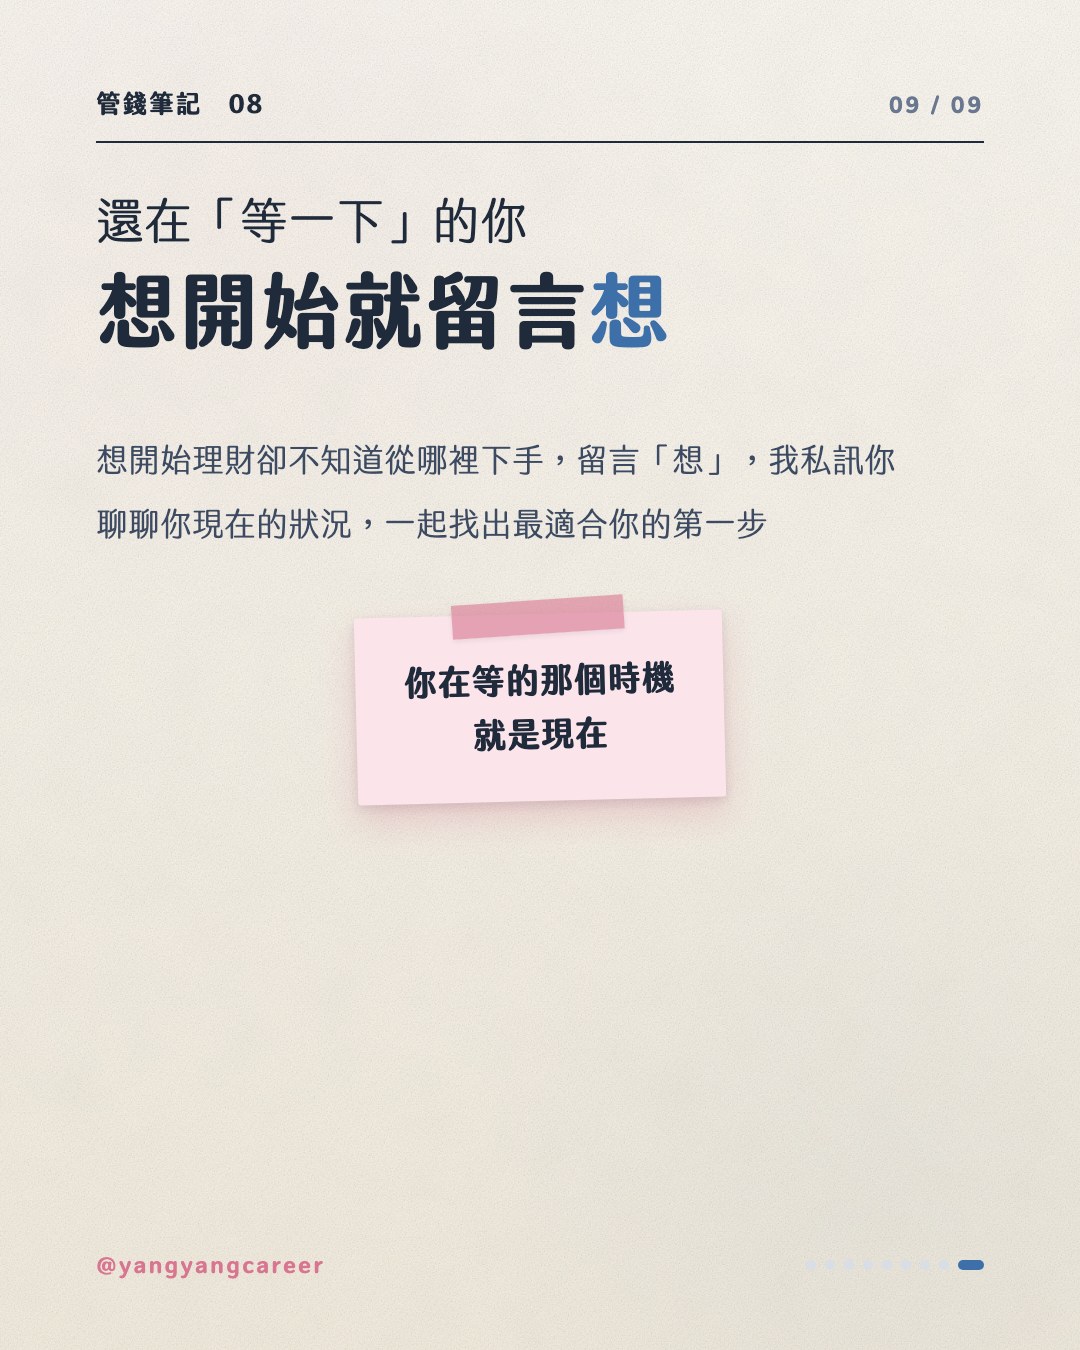 管錢筆記 08
09 / 09
還在「等一下」的你
想開始就留言想
想開始理財卻不知道從哪裡下手，留言「想」，我私訊你
聊聊你現在的狀況，一起找出最適合你的第一步
你在等的那個時機
就是現在
@yangyangcareer